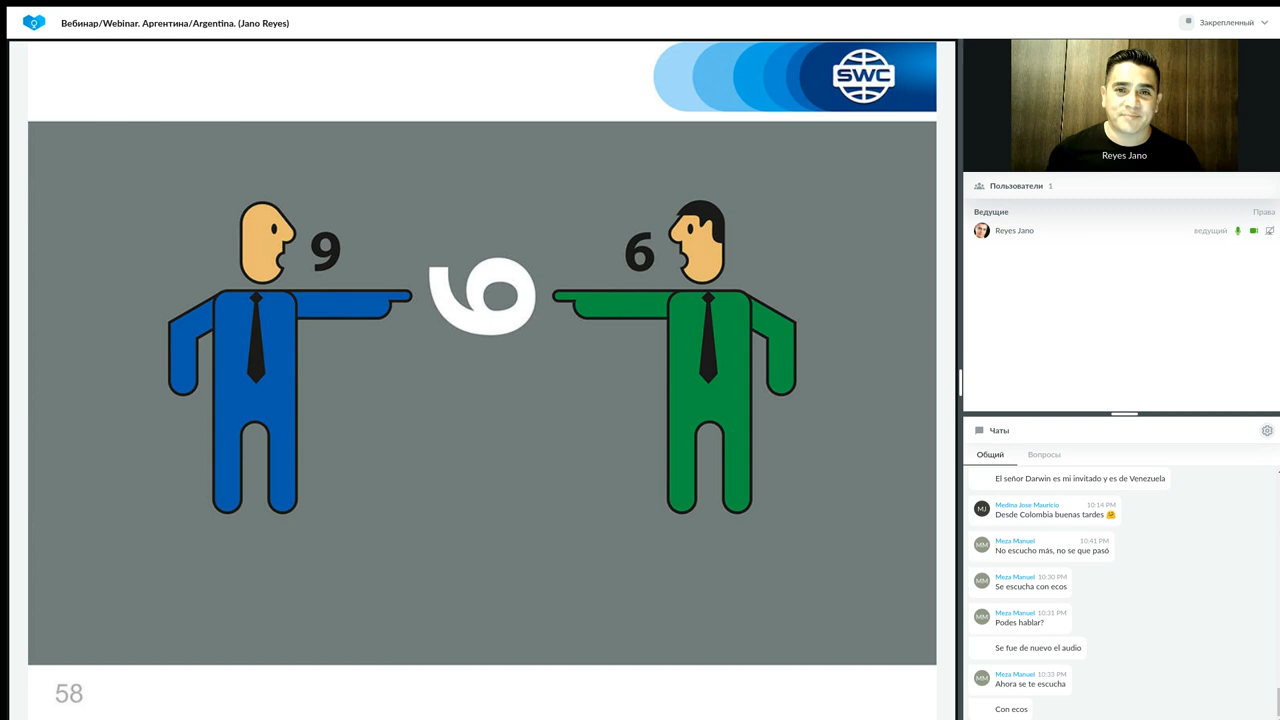 Вебинар/Webinar. Аргентина/Argentina. (Jano Reyes)
Закрепленный
SWC
9
6
6
58
Reyes Jano
Пользователи 1
Ведущие Права
Reyes Jano ведущий
Чаты
Общий Вопросы
El señor Darwin es mi invitado y es de Venezuela
MJ Medina Jose Mauricio 10:14 PM
Desde Colombia buenas tardes 🤗
MM Meza Manuel 10:41 PM
No escucho más, no se que pasó
MM Meza Manuel 10:30 PM
Se escucha con ecos
MM Meza Manuel 10:31 PM
Podes hablar?
Se fue de nuevo el audio
MM Meza Manuel 10:33 PM
Ahora se te escucha
Con ecos